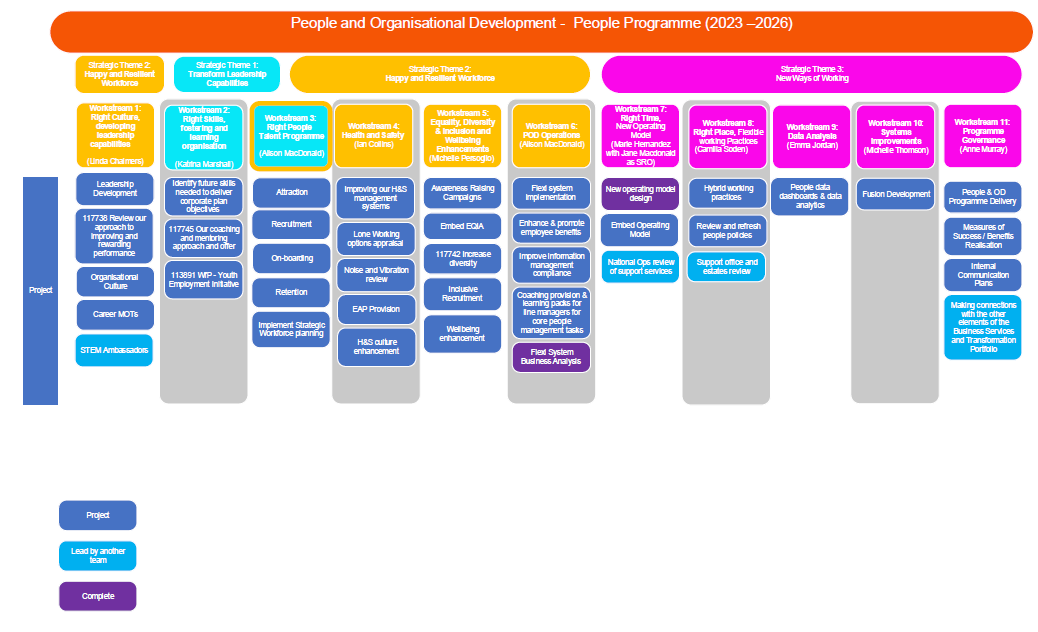 People and Organisational Development - People Programme (2023 –2026)
Strategic Theme 2:
Happy and Resilient
Workforce
Strategic Theme 1:
Transform Leadership
Capabilities
Strategic Theme 2:
Happy and Resilient Workforce
Strategic Theme 3:
New Ways of Working
Workstream 1:
Right Culture,
developing
leadership
capabilities
(Linda Chalmers)
Workstream 2:
Right Skills,
fostering and
learning
organisation
(Katrina Marshall)
Workstream 3:
Right People
Talent Programme
(Alison MacDonald)
Workstream 4:
Health and Safety
(Ian Collins)
Workstream 5:
Equality, Diversity
& Inclusion and
Wellbeing
Enhancements
(Michelle Persoglio)
Workstream 6:
POD Operations
(Alison MacDonald)
Workstream 7:
Right Time,
New Operating
Model
(Marie Hernandez
with Jane Macdonald
as SRO)
Workstream 8:
Right Place, Flexible
working Practices
(Camilla Soden)
Workstream 9:
Data Analysis
(Emma Jordan)
Workstream 10:
Systems
Improvements
(Michelle Thomson)
Workstream 11:
Programme
Governance
(Anne Murray)
Project
Leadership
Development
117738 Review our
approach to
improving and
rewarding
performance
Organisational
Culture
Career MOTs
STEM Ambassadors
Identify future skills
needed to deliver
corporate plan
objectives
117745 Our coaching
and mentoring
approach and offer
113891 WP - Youth
Employment Initiative
Attraction
Recruitment
On-boarding
Retention
Implement Strategic
Workforce planning
Improving our H&S
management
systems
Lone Working
options appraisal
Noise and Vibration
review
EAP Provision
H&S culture
enhancement
Awareness Raising
Campaigns
Embed EQIA
117742 Increase
diversity
Inclusive
Recruitment
Wellbeing
enhancement
Flexi system
Implementation
Enhance & promote
employee benefits
Improve information
management
compliance
Coaching provision &
learning packs for
line managers for
core people
management tasks
Flexi System
Business Analysis
New operating model
design
Embed Operating
Model
National Ops review
of support services
Hybrid working
practices
Review and refresh
people policies
Support office and
estates review
People data
dashboards & data
analytics
Fusion Development
People & OD
Programme Delivery
Measures of
Success / Benefits
Realisation
Internal
Communication
Plans
Making connections
with the other
elements of the
Business Services
and Transformation
Portfolio
Project
Lead by another
team
Complete